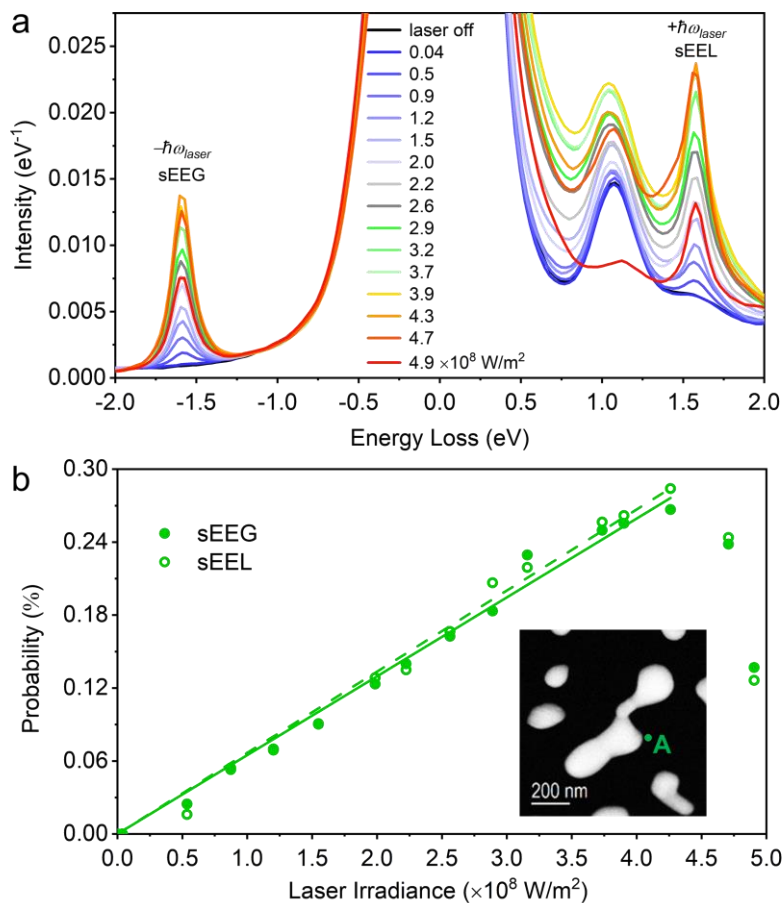 a
0.025
0.020
0.015
0.010
0.005
0.000
Intensity (eV⁻¹)
−ℏω_laser
sEEG
laser off
0.04
0.5
0.9
1.2
1.5
2.0
2.2
2.6
2.9
3.2
3.7
3.9
4.3
4.7
4.9 ×10⁸ W/m²
+ℏω_laser
sEEL
-2.0 -1.5 -1.0 -0.5 0.0 0.5 1.0 1.5 2.0
Energy Loss (eV)
b
0.30
0.24
0.18
0.12
0.06
0.00
Probability (%)
sEEG
sEEL
A
200 nm
0.0 0.5 1.0 1.5 2.0 2.5 3.0 3.5 4.0 4.5 5.0
Laser Irradiance (×10⁸ W/m²)